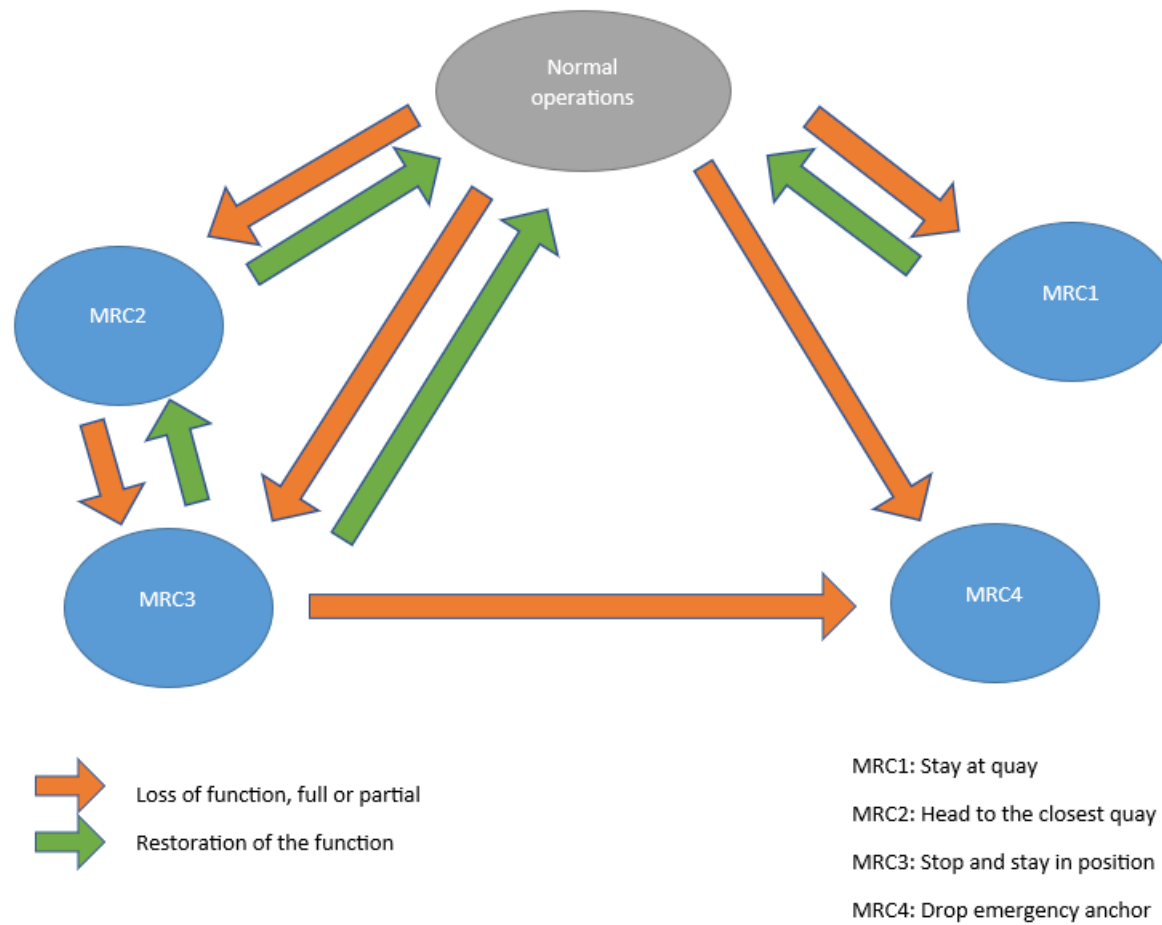 Normal
operations
MRC2
MRC1
MRC3
MRC4
Loss of function, full or partial
Restoration of the function
MRC1: Stay at quay
MRC2: Head to the closest quay
MRC3: Stop and stay in position
MRC4: Drop emergency anchor